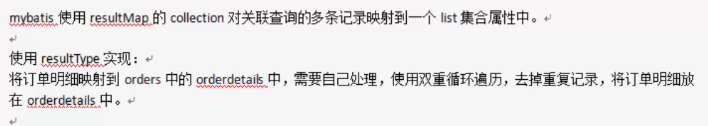 mybatis 使用 resultMap 的 collection 对关联查询的多条记录映射到一个 list 集合属性中。
使用 resultType 实现：
将订单明细映射到 orders 中的 orderdetails 中，需要自己处理，使用双重循环遍历，去掉重复记录，将订单明细放
在 orderdetails 中。